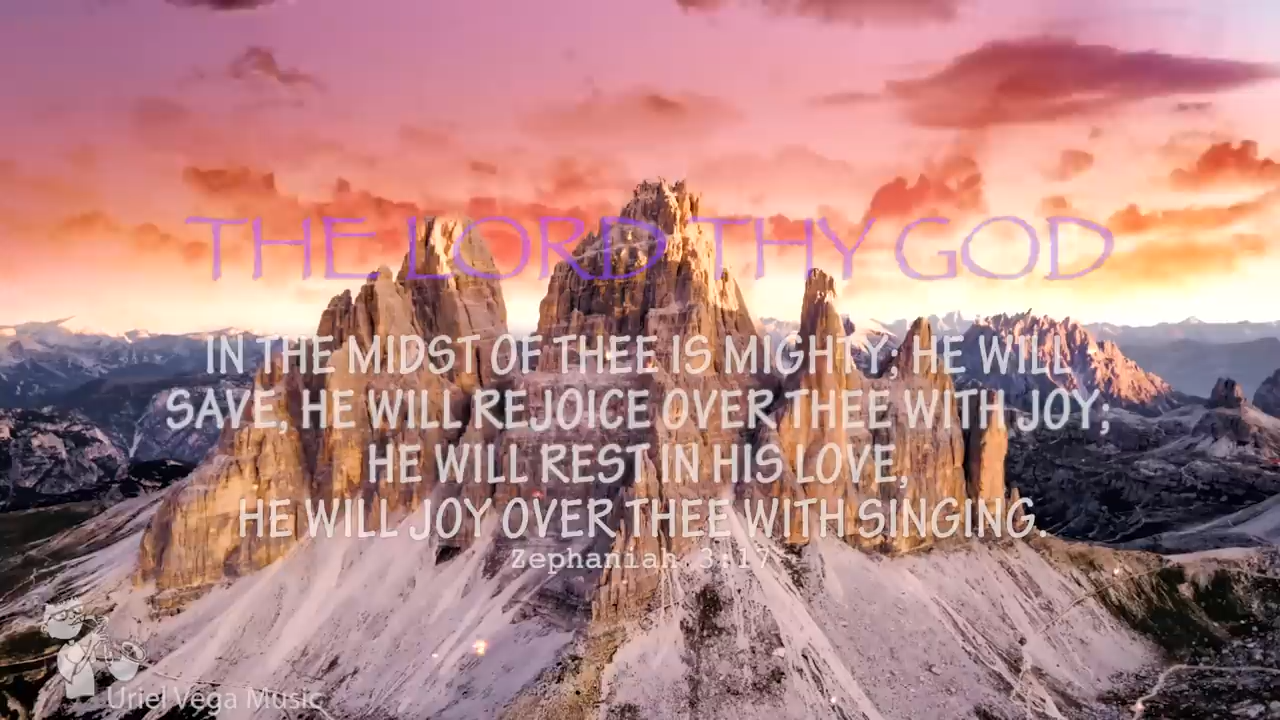 THE LORD THY GOD
IN THE MIDST OF THEE IS MIGHTY; HE WILL
SAVE, HE WILL REJOICE OVER THEE WITH JOY;
HE WILL REST IN HIS LOVE,
HE WILL JOY OVER THEE WITH SINGING.
Zephaniah 3:17
Uriel Vega Music